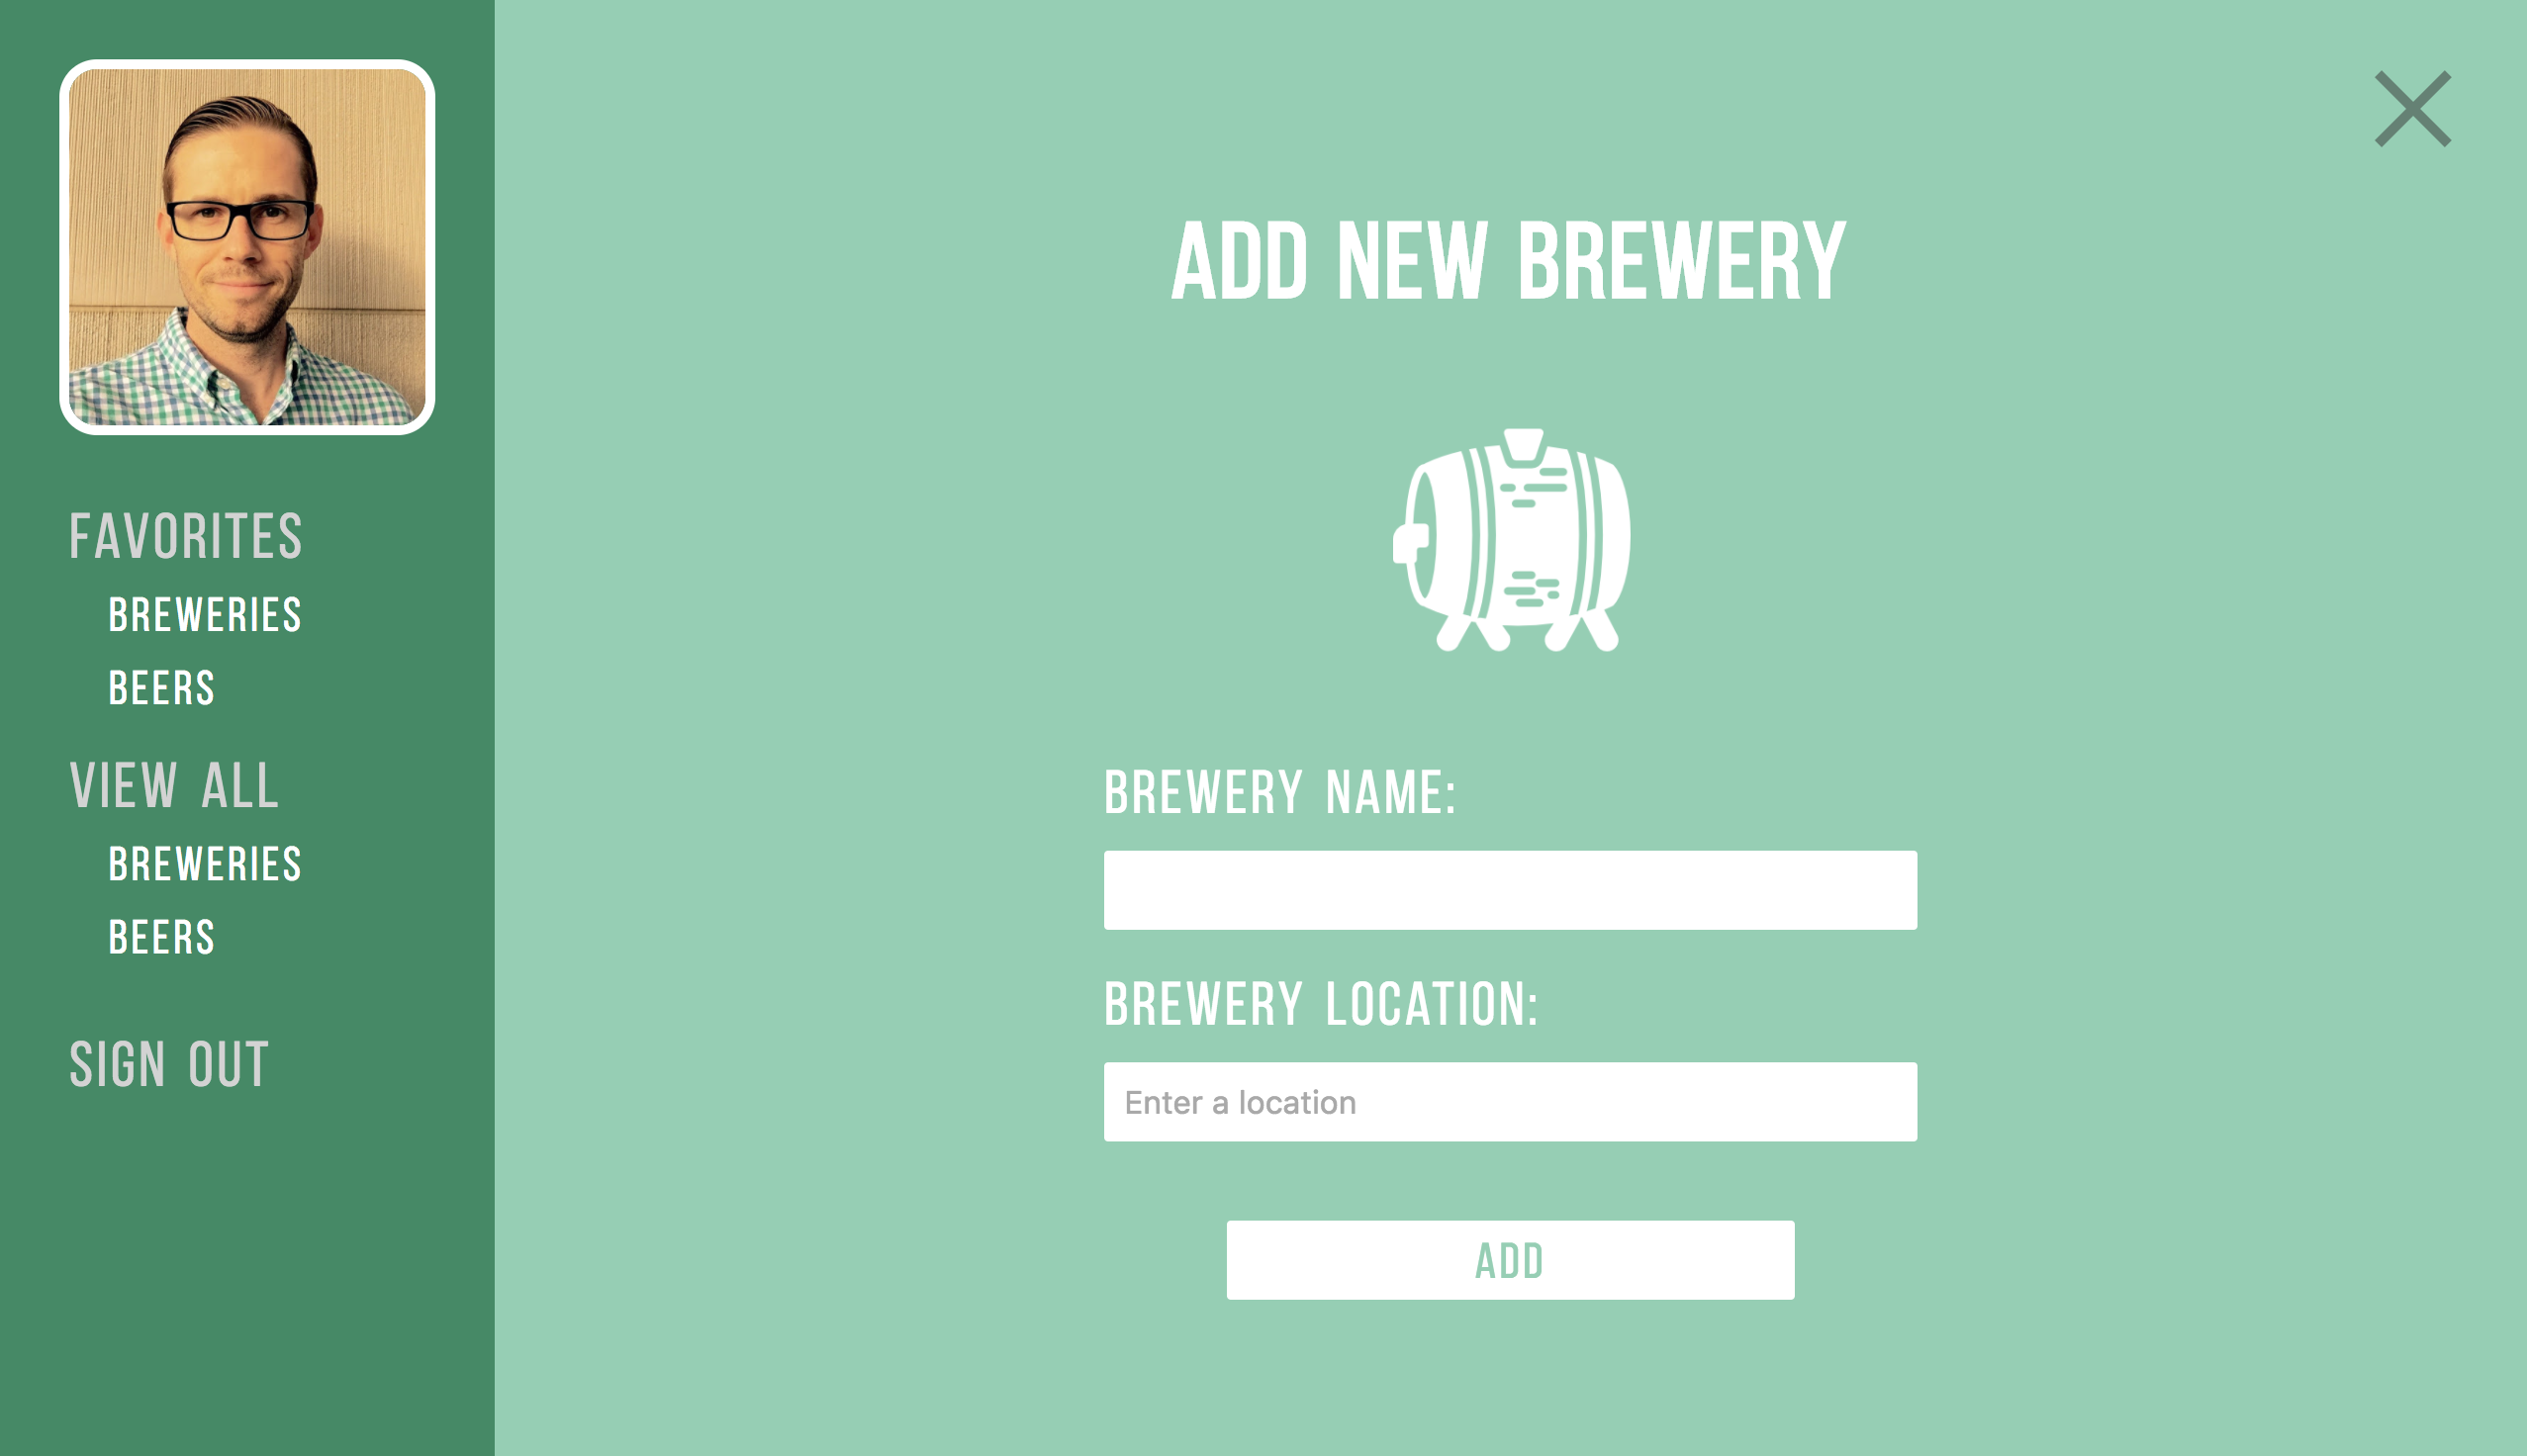 FAVORITES
BREWERIES
BEERS
VIEW ALL
BREWERIES
BEERS
SIGN OUT
ADD NEW BREWERY
BREWERY NAME:
BREWERY LOCATION:
Enter a location
ADD